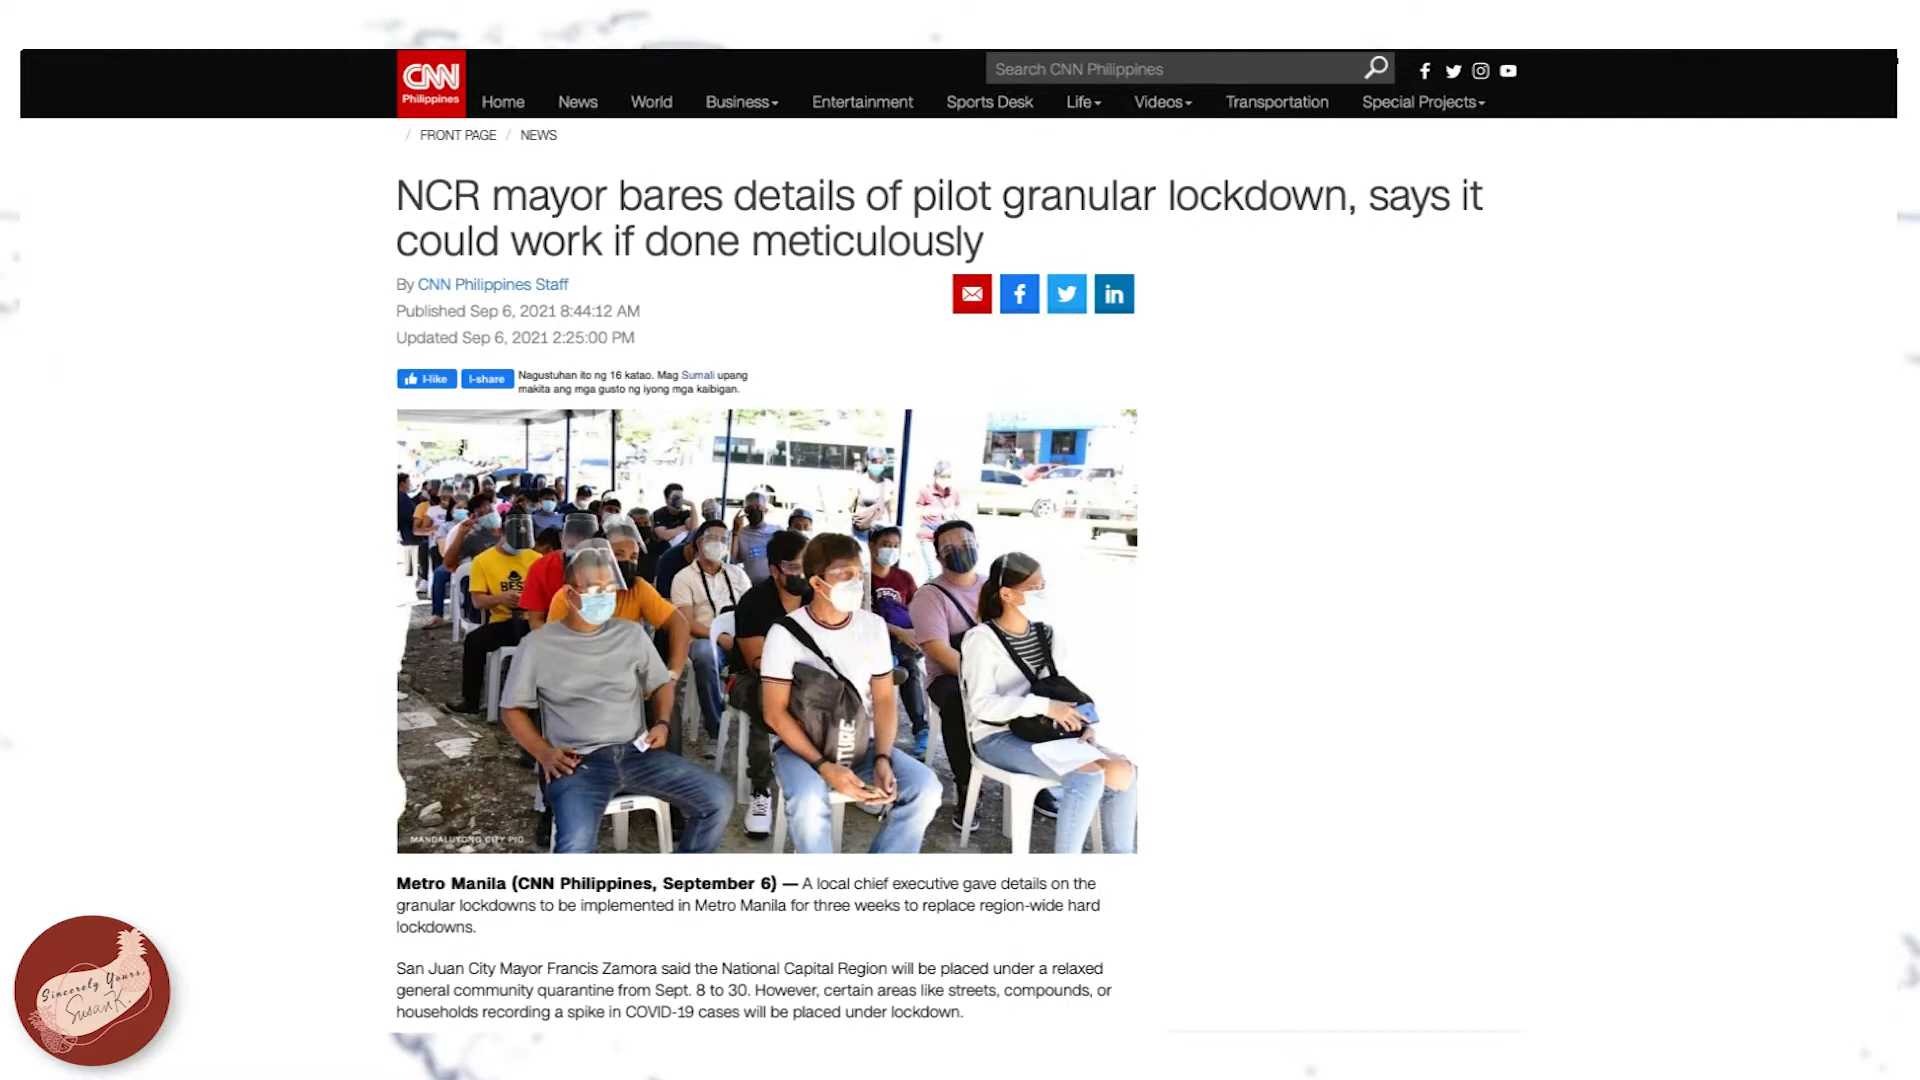 CNN
Philippines
Search CNN Philippines
Home News World Business Entertainment Sports Desk Life Videos Transportation Special Projects
/ FRONT PAGE / NEWS
NCR mayor bares details of pilot granular lockdown, says it
could work if done meticulously
By CNN Philippines Staff
Published Sep 6, 2021 8:44:12 AM
Updated Sep 6, 2021 2:25:00 PM
I-like I-share Nagustuhan ito ng 16 katao. Mag Sumali upang
makita ang mga gusto ng iyong mga kaibigan.
BES
TURE
MANDALUYONG CITY PIO
Metro Manila (CNN Philippines, September 6) — A local chief executive gave details on the
granular lockdowns to be implemented in Metro Manila for three weeks to replace region-wide hard
lockdowns.
San Juan City Mayor Francis Zamora said the National Capital Region will be placed under a relaxed
general community quarantine from Sept. 8 to 30. However, certain areas like streets, compounds, or
households recording a spike in COVID-19 cases will be placed under lockdown.
Sincerely Yours,
Susan K.